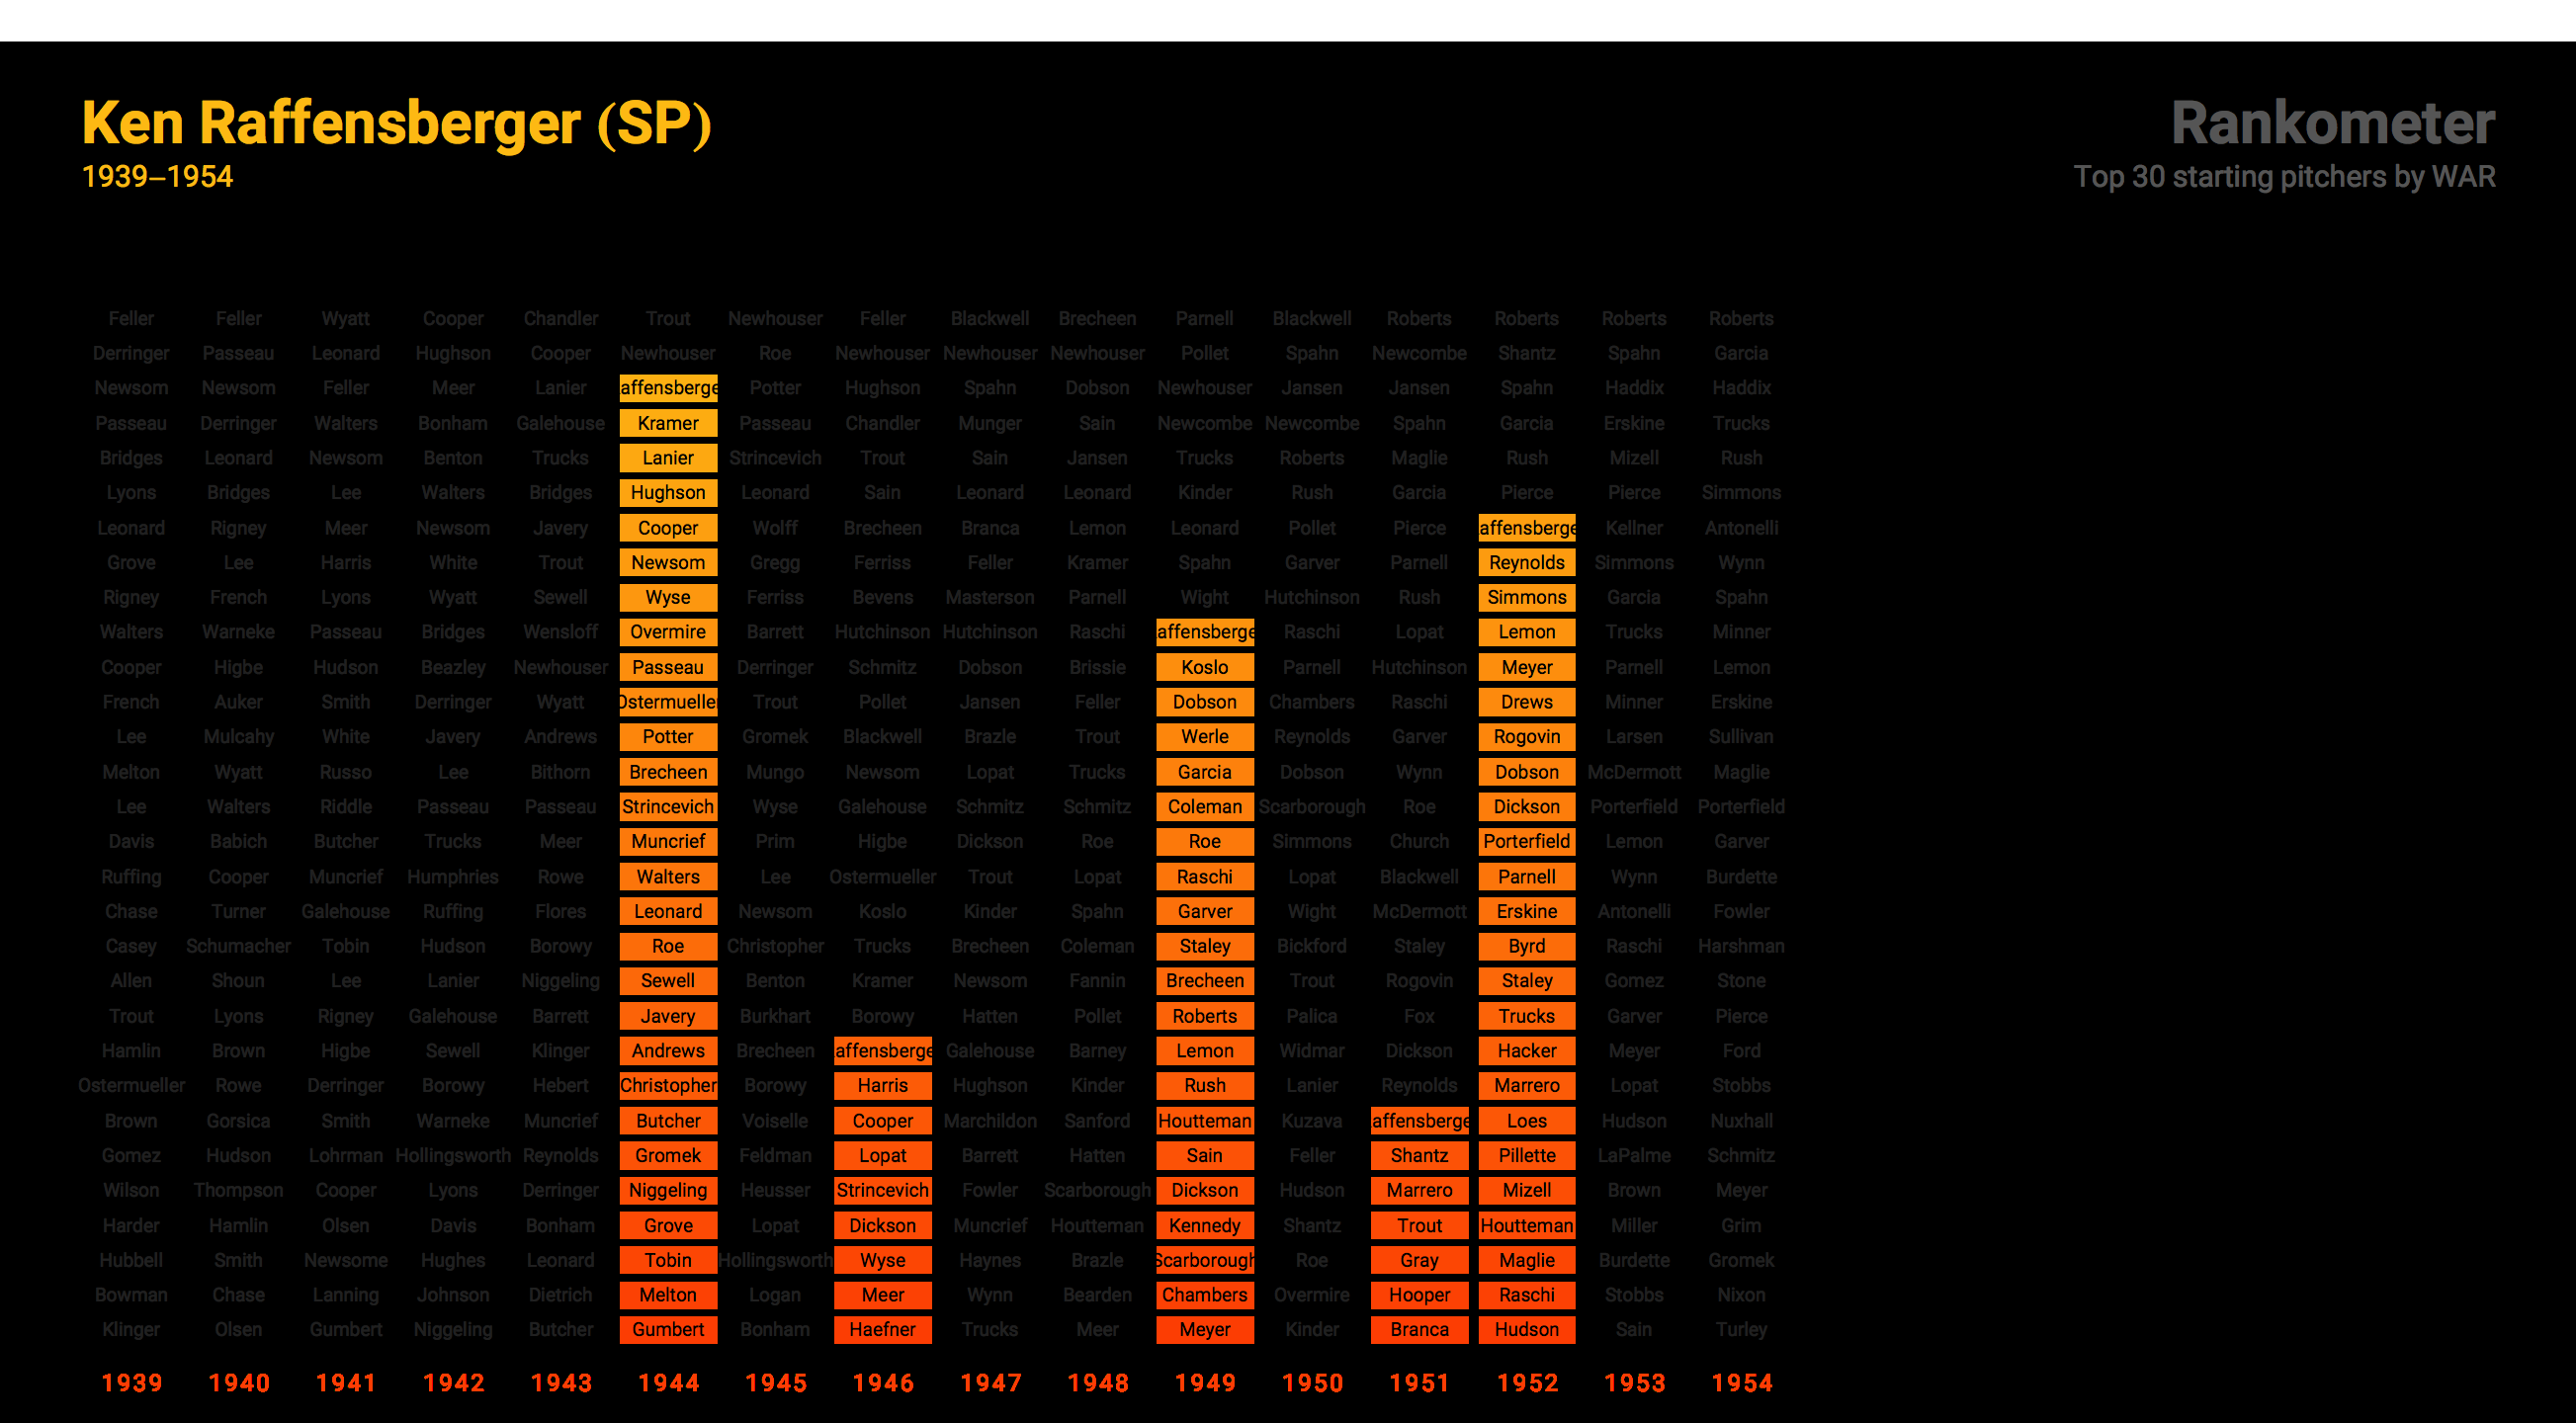 Ken Raffensberger (SP)
1939–1954
Rankometer
Top 30 starting pitchers by WAR
Feller Feller Wyatt Cooper Chandler Trout Newhouser Feller Blackwell Brecheen Parnell Blackwell Roberts Roberts Roberts Roberts
Derringer Passeau Leonard Hughson Cooper Newhouser Roe Newhouser Newhouser Newhouser Pollet Spahn Newcombe Shantz Spahn Garcia
Newsom Newsom Feller Meer Lanier affensberge Potter Hughson Spahn Dobson Newhouser Jansen Jansen Spahn Haddix Haddix
Passeau Derringer Walters Bonham Galehouse Kramer Passeau Chandler Munger Sain Newcombe Newcombe Spahn Garcia Erskine Trucks
Bridges Leonard Newsom Benton Trucks Lanier Strincevich Trout Sain Jansen Trucks Roberts Maglie Rush Mizell Rush
Lyons Bridges Lee Walters Bridges Hughson Leonard Sain Leonard Leonard Kinder Rush Garcia Pierce Pierce Simmons
Leonard Rigney Meer Newsom Javery Cooper Wolff Brecheen Branca Lemon Leonard Pollet Pierce affensberge Kellner Antonelli
Grove Lee Harris White Trout Newsom Gregg Ferriss Feller Kramer Spahn Garver Parnell Reynolds Simmons Wynn
Rigney French Lyons Wyatt Sewell Wyse Ferriss Bevens Masterson Parnell Wight Hutchinson Rush Simmons Garcia Spahn
Walters Warneke Passeau Bridges Wensloff Overmire Barrett Hutchinson Hutchinson Raschi affensberge Raschi Lopat Lemon Trucks Minner
Cooper Higbe Hudson Beazley Newhouser Passeau Derringer Schmitz Dobson Brissie Koslo Parnell Hutchinson Meyer Parnell Lemon
French Auker Smith Derringer Wyatt Ostermueller Trout Pollet Jansen Feller Dobson Chambers Raschi Drews Minner Erskine
Lee Mulcahy White Javery Andrews Potter Gromek Blackwell Brazle Trout Werle Reynolds Garver Rogovin Larsen Sullivan
Melton Wyatt Russo Lee Bithorn Brecheen Mungo Newsom Lopat Trucks Garcia Dobson Wynn Dobson McDermott Maglie
Lee Walters Riddle Passeau Passeau Strincevich Wyse Galehouse Schmitz Schmitz Coleman Scarborough Roe Dickson Porterfield Porterfield
Davis Babich Butcher Trucks Meer Muncrief Prim Higbe Dickson Roe Roe Simmons Church Porterfield Lemon Garver
Ruffing Cooper Muncrief Humphries Rowe Walters Lee Ostermueller Trout Lopat Raschi Lopat Blackwell Parnell Wynn Burdette
Chase Turner Galehouse Ruffing Flores Leonard Newsom Koslo Kinder Spahn Garver Wight McDermott Erskine Antonelli Fowler
Casey Schumacher Tobin Hudson Borowy Roe Christopher Trucks Brecheen Coleman Staley Bickford Staley Byrd Raschi Harshman
Allen Shoun Lee Lanier Niggeling Sewell Benton Kramer Newsom Fannin Brecheen Trout Rogovin Staley Gomez Stone
Trout Lyons Rigney Galehouse Barrett Javery Burkhart Borowy Hatten Pollet Roberts Palica Fox Trucks Garver Pierce
Hamlin Brown Higbe Sewell Klinger Andrews Brecheen affensberge Galehouse Barney Lemon Widmar Dickson Hacker Meyer Ford
Ostermueller Rowe Derringer Borowy Hebert Christopher Borowy Harris Hughson Kinder Rush Lanier Reynolds Marrero Lopat Stobbs
Brown Gorsica Smith Warneke Muncrief Butcher Voiselle Cooper Marchildon Sanford Houtteman Kuzava affensberge Loes Hudson Nuxhall
Gomez Hudson Lohrman Hollingsworth Reynolds Gromek Feldman Lopat Barrett Hatten Sain Feller Shantz Pillette LaPalme Schmitz
Wilson Thompson Cooper Lyons Derringer Niggeling Heusser Strincevich Fowler Scarborough Dickson Hudson Marrero Mizell Brown Meyer
Harder Hamlin Olsen Davis Bonham Grove Lopat Dickson Muncrief Houtteman Kennedy Shantz Trout Houtteman Miller Grim
Hubbell Smith Newsome Hughes Leonard Tobin Hollingsworth Wyse Haynes Brazle Scarborough Roe Gray Maglie Burdette Gromek
Bowman Chase Lanning Johnson Dietrich Melton Logan Meer Wynn Bearden Chambers Overmire Hooper Raschi Stobbs Nixon
Klinger Olsen Gumbert Niggeling Butcher Gumbert Bonham Haefner Trucks Meer Meyer Kinder Branca Hudson Sain Turley
1939 1940 1941 1942 1943 1944 1945 1946 1947 1948 1949 1950 1951 1952 1953 1954